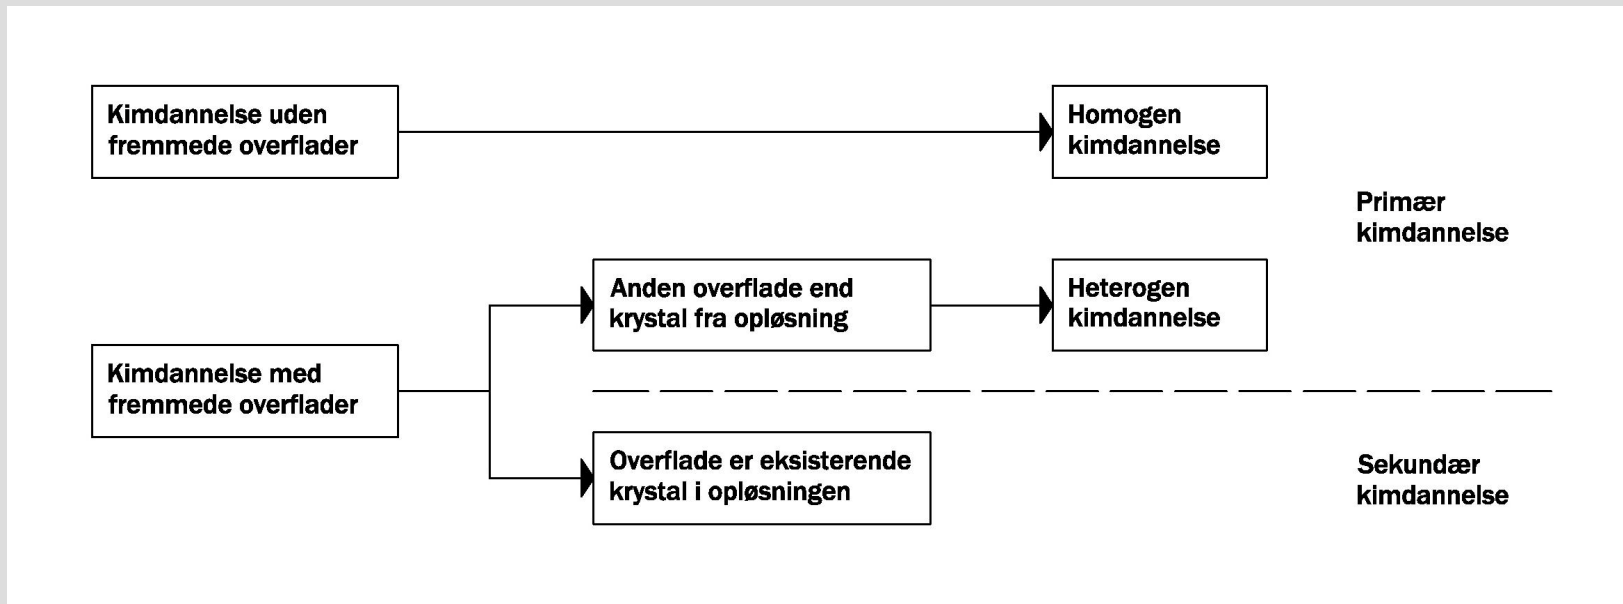 Kimdannelse uden
fremmede overflader
Homogen
kimdannelse
Primær
kimdannelse
Anden overflade end
krystal fra opløsning
Heterogen
kimdannelse
Kimdannelse med
fremmede overflader
Overflade er eksisterende
krystal i opløsningen
Sekundær
kimdannelse